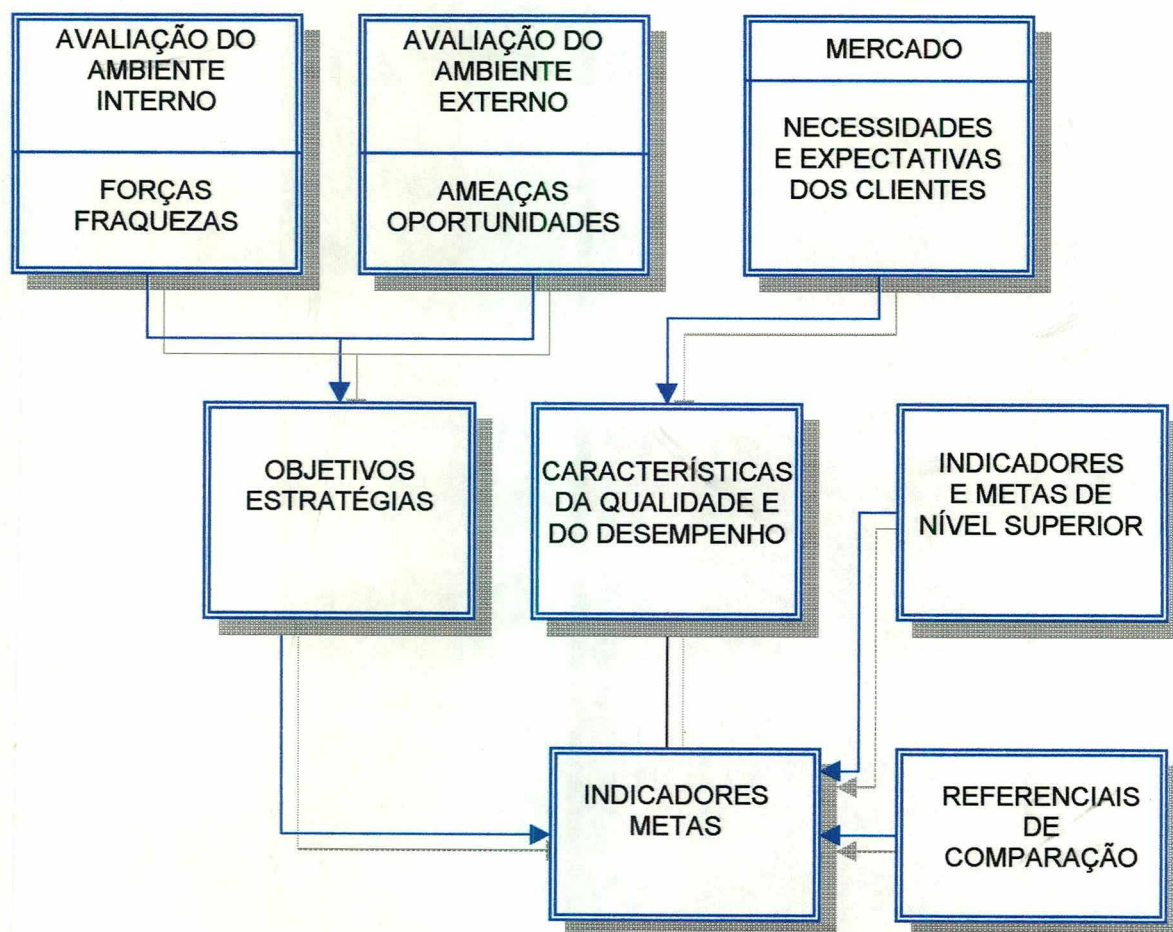 AVALIAÇÃO DO
AMBIENTE
INTERNO
FORÇAS
FRAQUEZAS
AVALIAÇÃO DO
AMBIENTE
EXTERNO
AMEAÇAS
OPORTUNIDADES
MERCADO
NECESSIDADES
E EXPECTATIVAS
DOS CLIENTES
OBJETIVOS
ESTRATÉGIAS
CARACTERÍSTICAS
DA QUALIDADE E
DO DESEMPENHO
INDICADORES
E METAS DE
NÍVEL SUPERIOR
INDICADORES
METAS
REFERENCIAIS
DE
COMPARAÇÃO